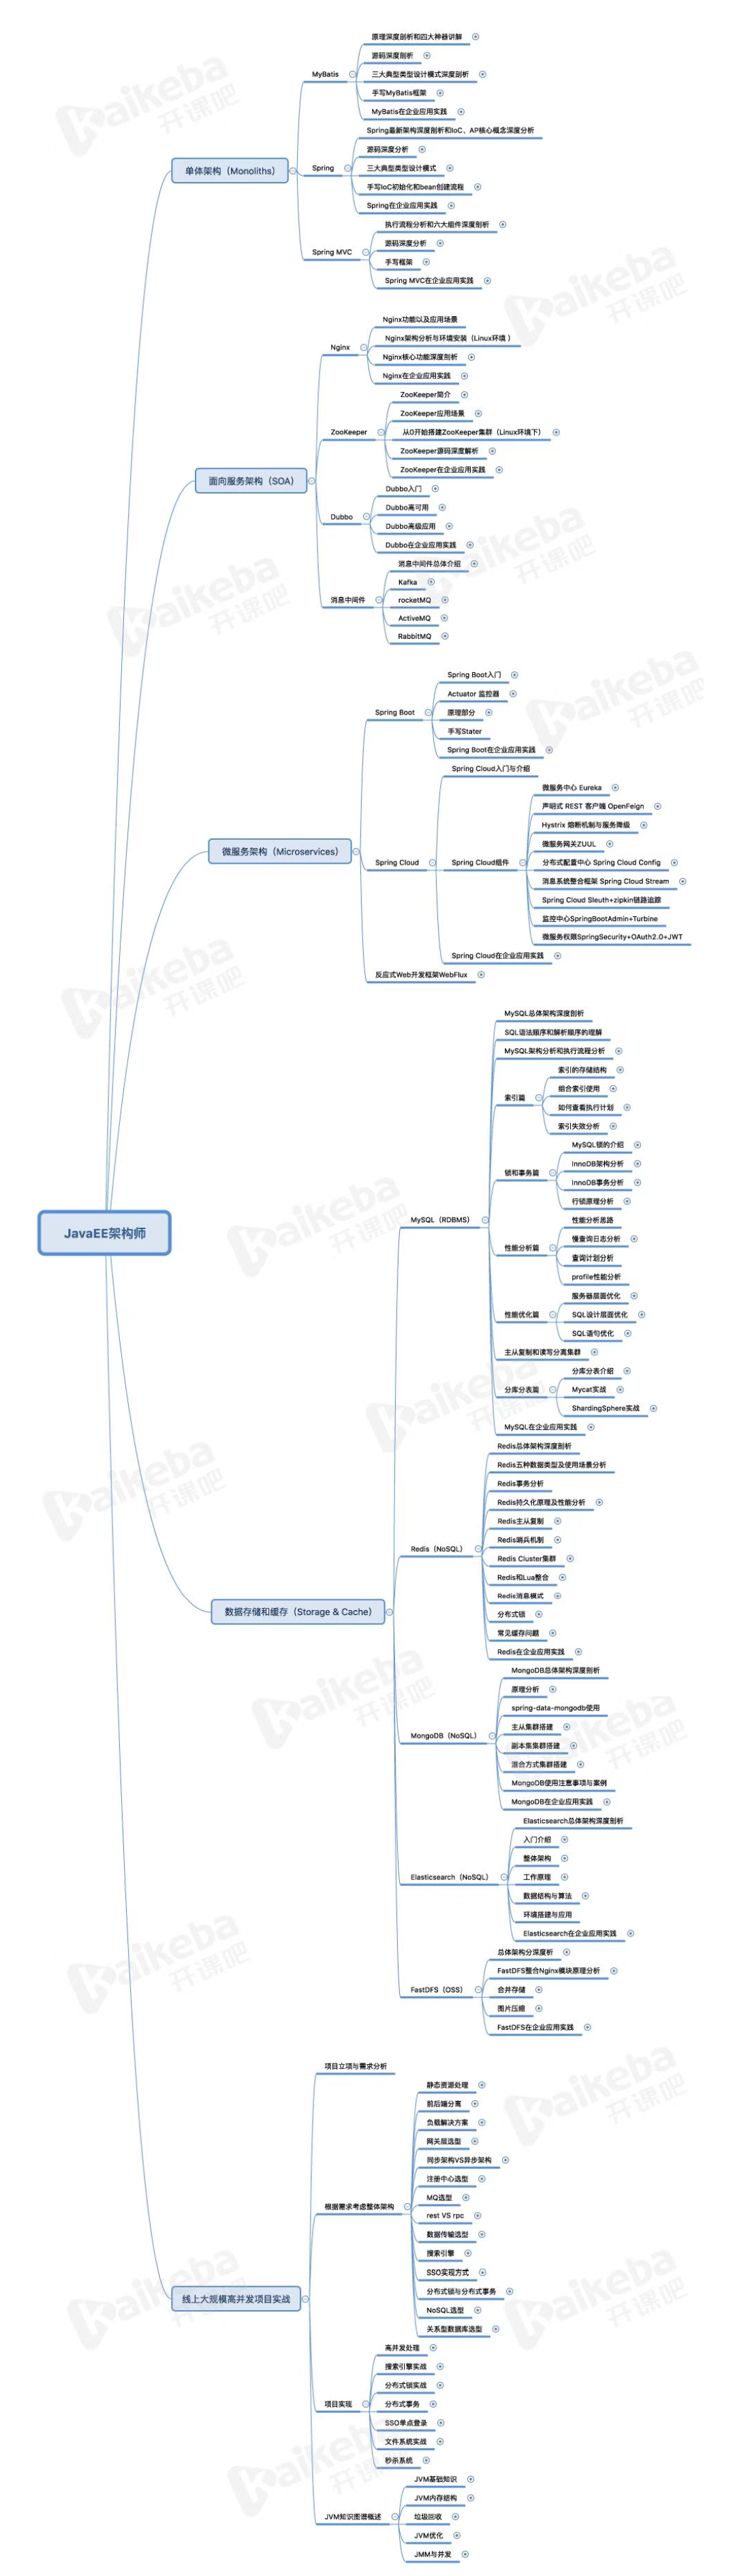 原理深度剖析和四大神器讲解
源码深度剖析
MyBatis
三大典型类型设计模式深度剖析
手写MyBatis框架
MyBatis在企业应用实践
Spring最新架构深度剖析和IoC、AP核心概念深度分析
源码深度分析
单体架构（Monoliths）
Spring
三大典型类型设计模式
手写IoC初始化和bean创建流程
Spring在企业应用实践
执行流程分析和六大组件深度剖析
源码深度分析
Spring MVC
手写框架
Spring MVC在企业应用实践
Nginx功能以及应用场景
Nginx架构分析与环境安装（Linux环境 ）
Nginx
Nginx核心功能深度剖析
Nginx在企业应用实践
ZooKeeper简介
ZooKeeper应用场景
ZooKeeper
从0开始搭建ZooKeeper集群（Linux环境下）
ZooKeeper源码深度解析
ZooKeeper在企业应用实践
面向服务架构（SOA）
Dubbo入门
Dubbo高可用
Dubbo
Dubbo高级应用
Dubbo在企业应用实践
消息中间件总体介绍
Kafka
消息中间件
rocketMQ
ActiveMQ
RabbitMQ
Spring Boot入门
Actuator 监控器
Spring Boot
原理部分
手写Stater
Spring Boot在企业应用实践
Spring Cloud入门与介绍
微服务中心 Eureka
声明式 REST 客户端 OpenFeign
Hystrix 熔断机制与服务降级
微服务架构（Microservices）
微服务网关ZUUL
Spring Cloud
Spring Cloud组件
分布式配置中心 Spring Cloud Config
消息系统整合框架 Spring Cloud Stream
Spring Cloud Sleuth+zipkin链路追踪
监控中心SpringBootAdmin+Turbine
微服务权限SpringSecurity+OAuth2.0+JWT
Spring Cloud在企业应用实践
反应式Web开发框架WebFlux
MySQL总体架构深度剖析
SQL语法顺序和解析顺序的理解
MySQL架构分析和执行流程分析
索引篇
索引的存储结构
组合索引使用
如何查看执行计划
索引失效分析
锁和事务篇
MySQL锁的介绍
InnoDB架构分析
InnoDB事务分析
行锁原理分析
JavaEE架构师
MySQL（RDBMS）
性能分析篇
性能分析思路
慢查询日志分析
查询计划分析
profile性能分析
性能优化篇
服务器层面优化
SQL设计层面优化
SQL语句优化
主从复制和读写分离集群
分库分表篇
分库分表介绍
Mycat实战
ShardingSphere实战
MySQL在企业应用实践
Redis总体架构深度剖析
Redis五种数据类型及使用场景分析
Redis事务分析
Redis持久化原理及性能分析
Redis主从复制
Redis哨兵机制
Redis（NoSQL）
Redis Cluster集群
Redis和Lua整合
Redis消息模式
数据存储和缓存（Storage & Cache）
分布式锁
常见缓存问题
Redis在企业应用实践
MongoDB总体架构深度剖析
原理分析
spring-data-mongodb使用
主从集群搭建
MongoDB（NoSQL）
副本集集群搭建
混合方式集群搭建
MongoDB使用注意事项与案例
MongoDB在企业应用实践
Elasticsearch总体架构深度剖析
入门介绍
整体架构
Elasticsearch（NoSQL）
工作原理
数据结构与算法
环境搭建与应用
Elasticsearch在企业应用实践
总体架构分深度析
FastDFS整合Nginx模块原理分析
FastDFS（OSS）
合并存储
图片压缩
FastDFS在企业应用实践
项目立项与需求分析
静态资源处理
前后端分离
负载解决方案
网关层选型
同步架构VS异步架构
注册中心选型
MQ选型
根据需求考虑整体架构
rest VS rpc
数据传输选型
搜索引擎
SSO实现方式
分布式锁与分布式事务
线上大规模高并发项目实战
NoSQL选型
关系型数据库选型
高并发处理
搜索引擎实战
分布式锁实战
项目实现
分布式事务
SSO单点登录
文件系统实战
秒杀系统
JVM基础知识
JVM内存结构
JVM知识图谱概述
垃圾回收
JVM优化
JMM与并发